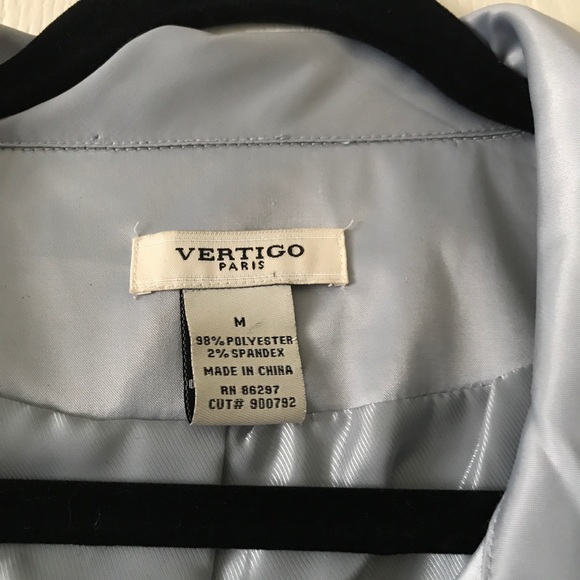 VERTIGO
PARIS
M
98% POLYESTER
2% SPANDEX
MADE IN CHINA
RN 86297
CUT# 900792